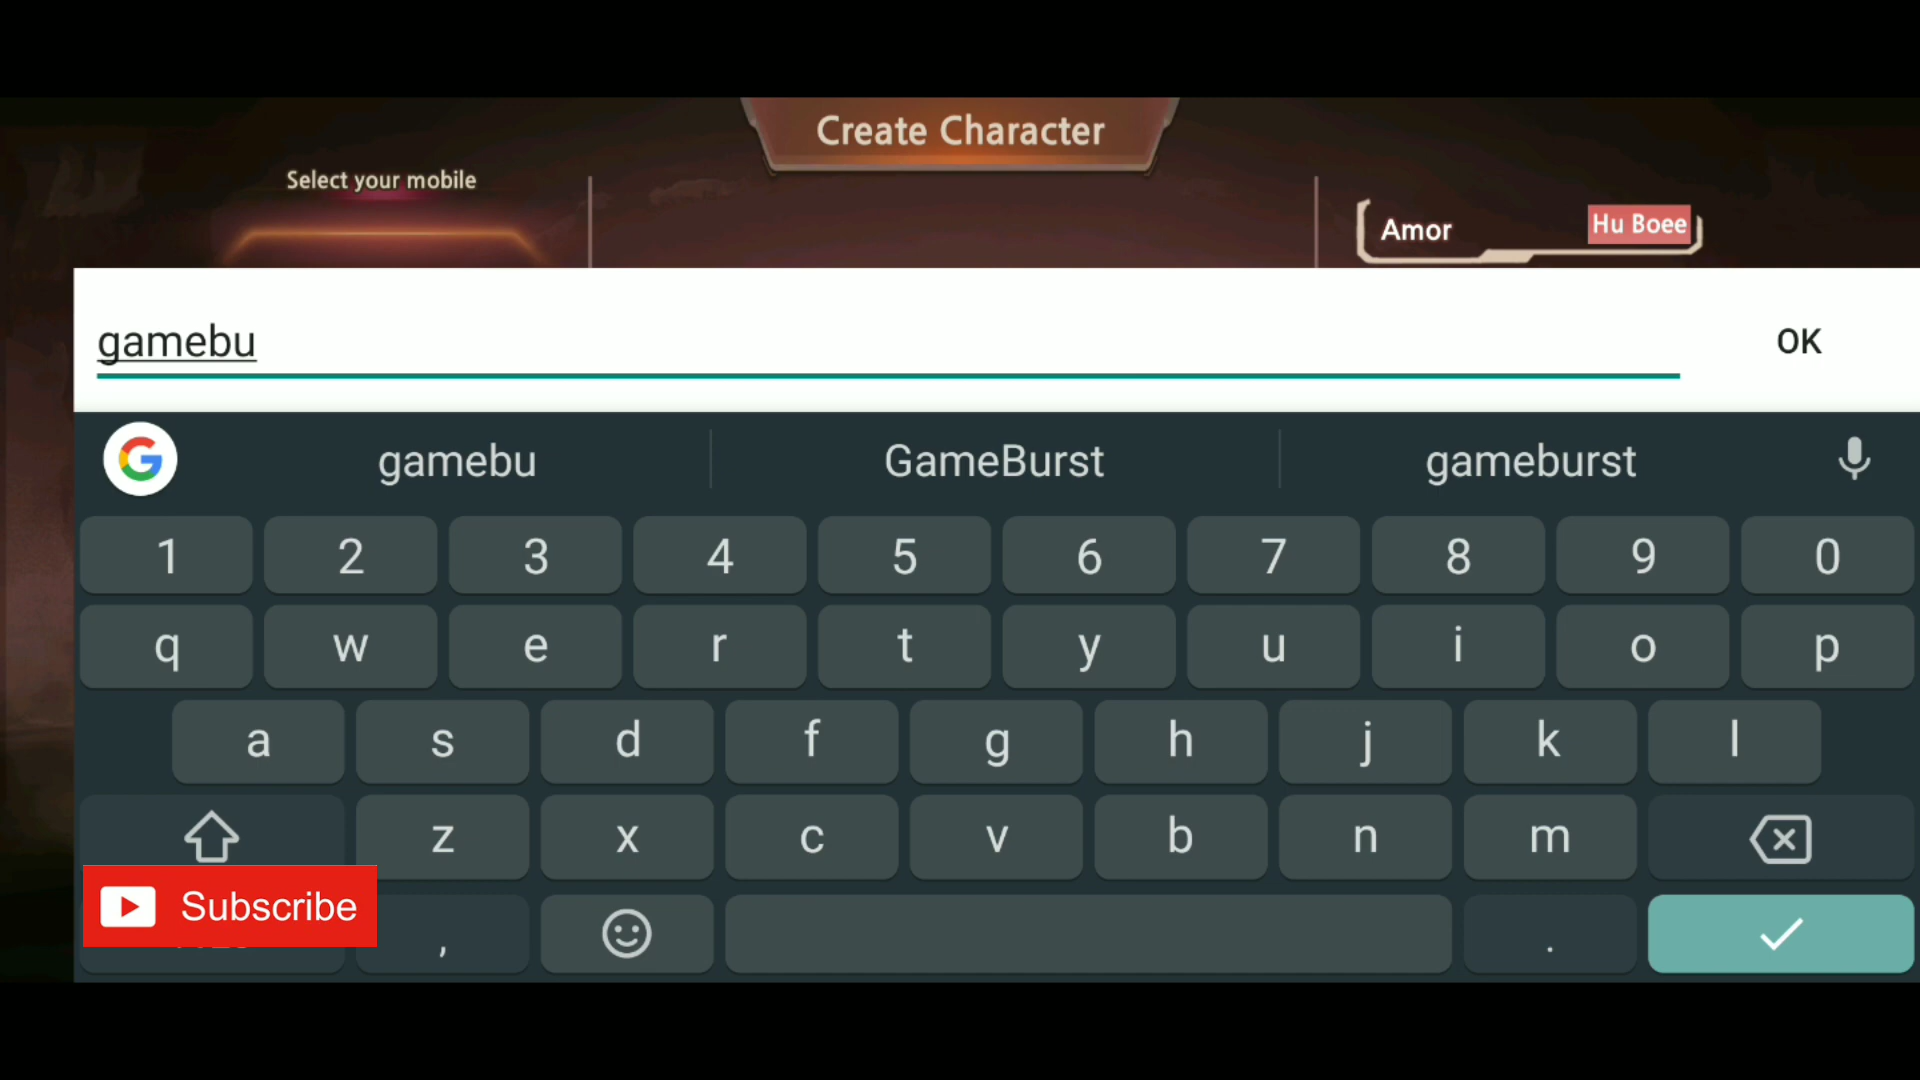 Create Character
Select your mobile
Amor
Hu Boee
gamebu
OK
gamebu
GameBurst
gameburst
1 2 3 4 5 6 7 8 9 0
q w e r t y u i o p
a s d f g h j k l
z x c v b n m
Subscribe
, .